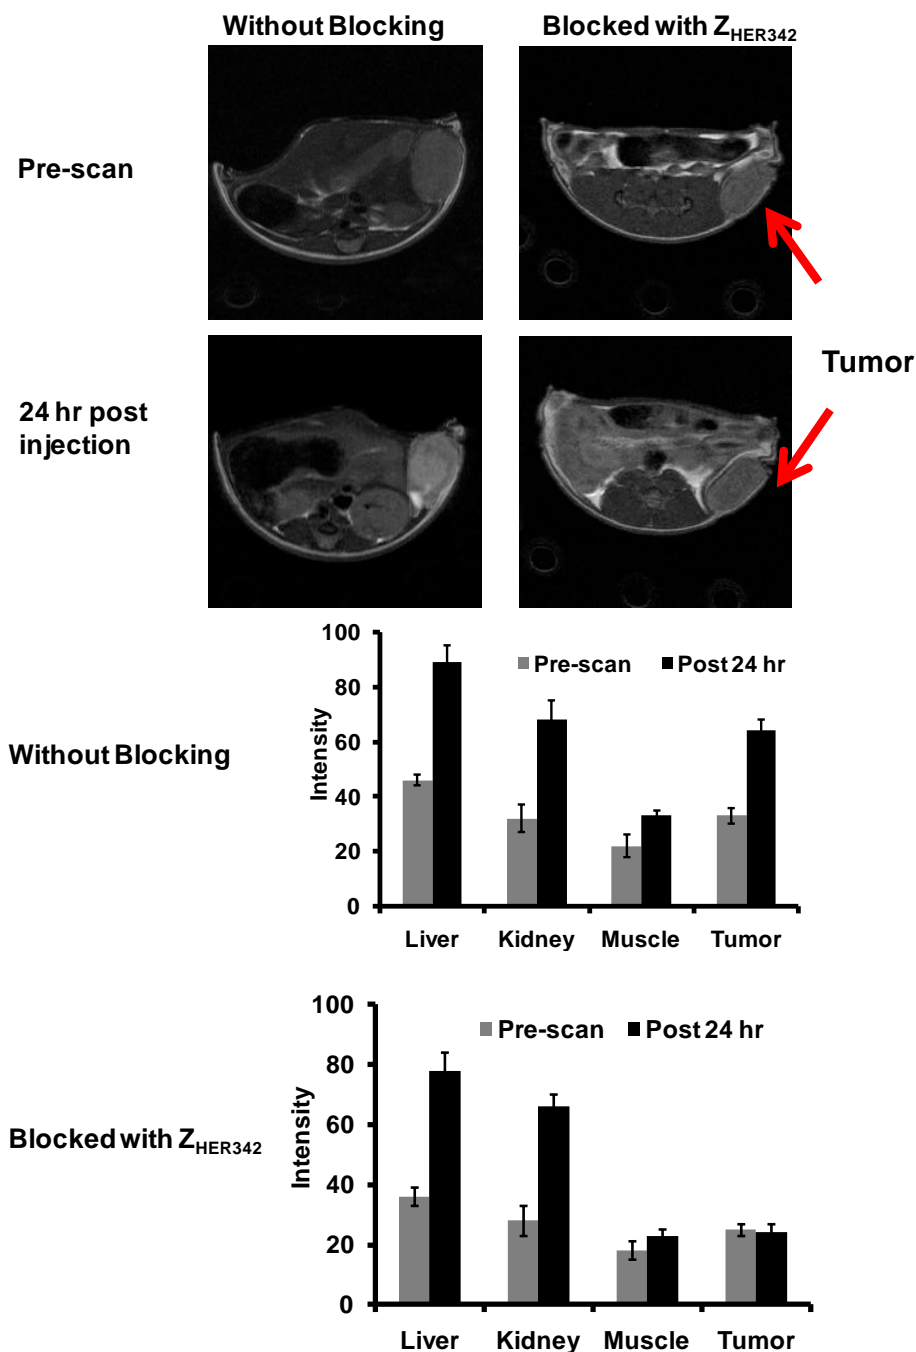 Without Blocking
Blocked with ZHER342
Pre-scan
Tumor
24 hr post
injection
Without Blocking
100
80
60
40
20
0
Intensity
Pre-scan
Post 24 hr
Liver
Kidney
Muscle
Tumor
Blocked with ZHER342
100
80
60
40
20
0
Intensity
Pre-scan
Post 24 hr
Liver
Kidney
Muscle
Tumor